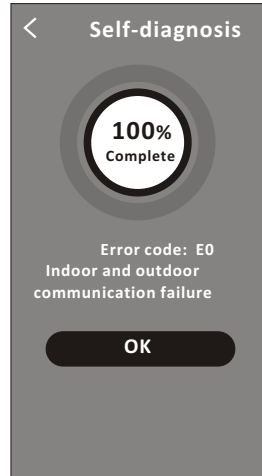 Self-diagnosis
100%
Complete
Error code: E0
Indoor and outdoor
communication failure
OK